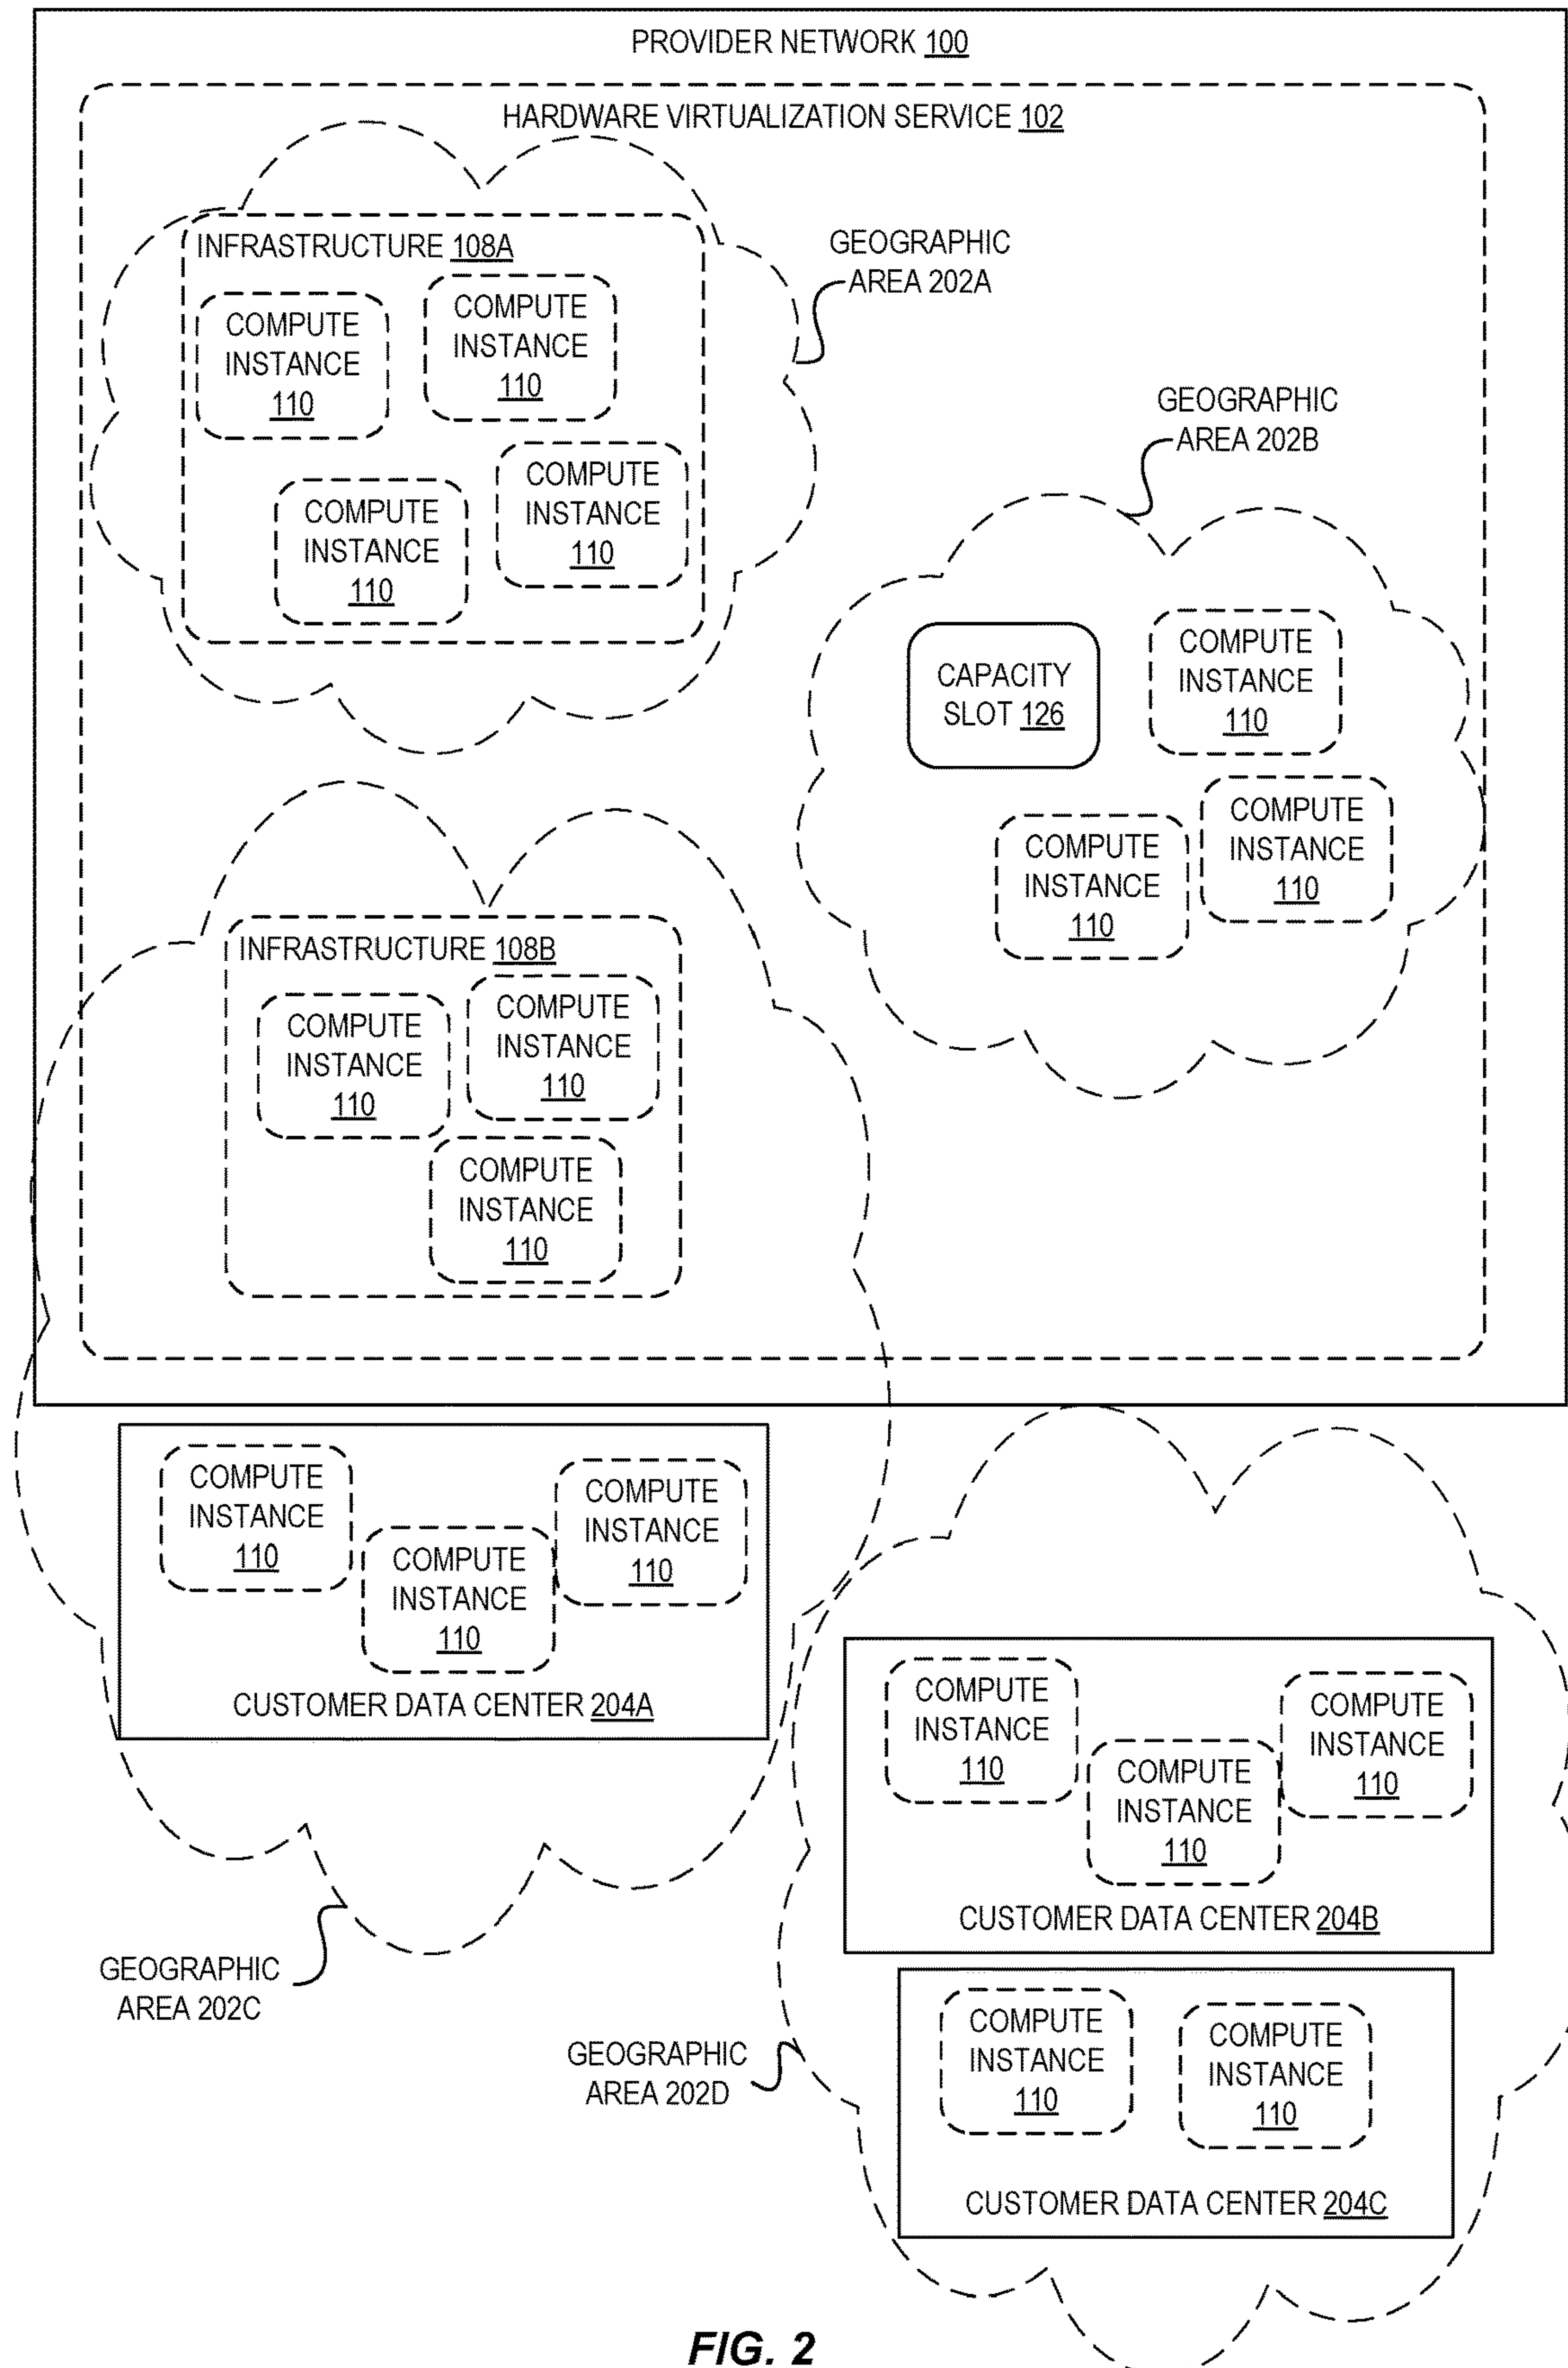 PROVIDER NETWORK 100
HARDWARE VIRTUALIZATION SERVICE 102
INFRASTRUCTURE 108A
COMPUTE
INSTANCE
110
COMPUTE
INSTANCE
110
COMPUTE
INSTANCE
110
COMPUTE
INSTANCE
110
GEOGRAPHIC
AREA 202A
GEOGRAPHIC
AREA 202B
CAPACITY
SLOT 126
COMPUTE
INSTANCE
110
COMPUTE
INSTANCE
110
COMPUTE
INSTANCE
110
INFRASTRUCTURE 108B
COMPUTE
INSTANCE
110
COMPUTE
INSTANCE
110
COMPUTE
INSTANCE
110
COMPUTE
INSTANCE
110
COMPUTE
INSTANCE
110
COMPUTE
INSTANCE
110
CUSTOMER DATA CENTER 204A
GEOGRAPHIC
AREA 202C
COMPUTE
INSTANCE
110
COMPUTE
INSTANCE
110
COMPUTE
INSTANCE
110
CUSTOMER DATA CENTER 204B
GEOGRAPHIC
AREA 202D
COMPUTE
INSTANCE
110
COMPUTE
INSTANCE
110
CUSTOMER DATA CENTER 204C
FIG. 2